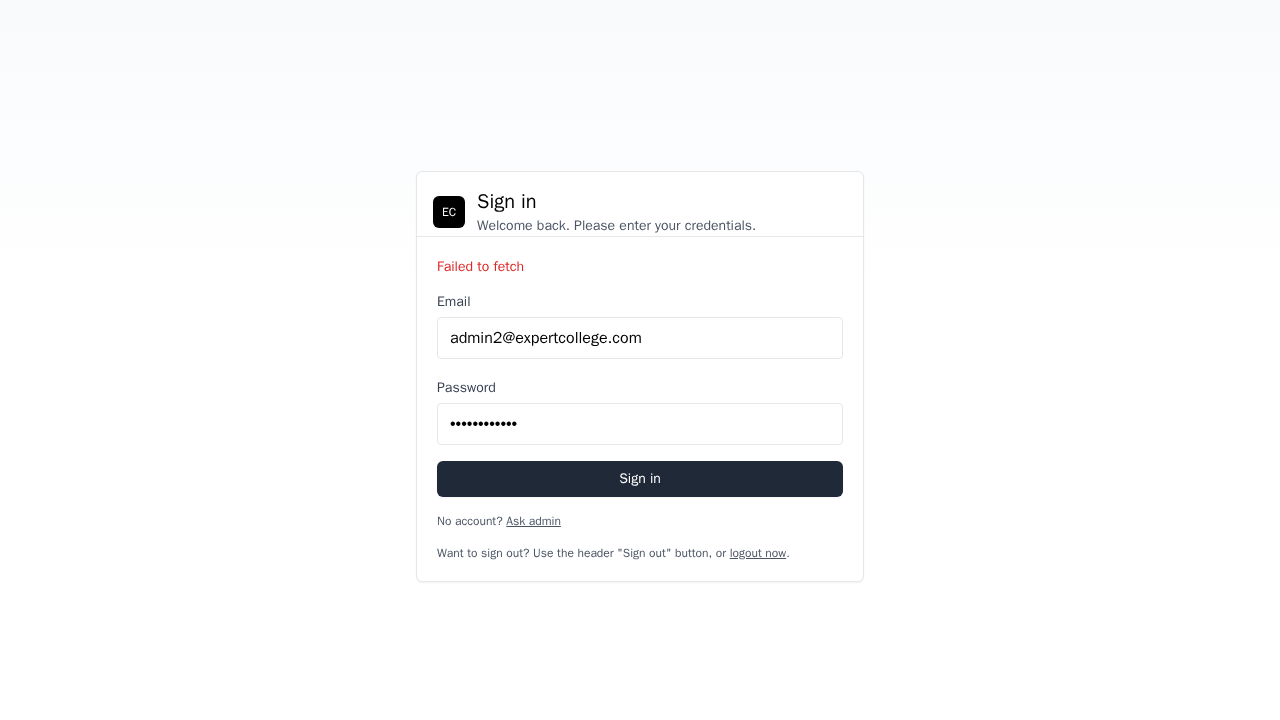 EC
Sign in
Welcome back. Please enter your credentials.
Failed to fetch
Email
admin2@expertcollege.com
Password
••••••••••••
Sign in
No account? Ask admin
Want to sign out? Use the header "Sign out" button, or logout now.